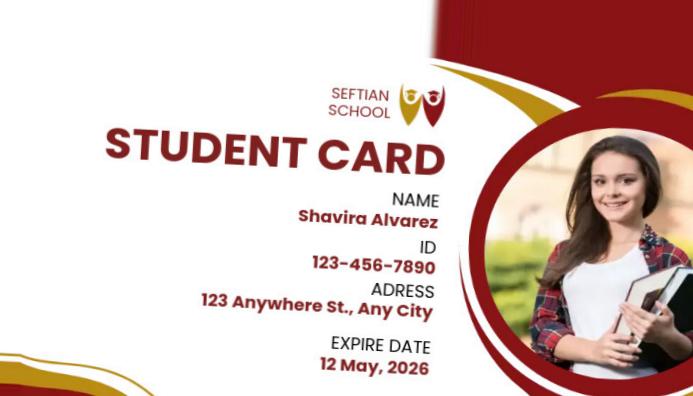 SEFTIAN
SCHOOL
STUDENT CARD
NAME
Shavira Alvarez
ID
123-456-7890
ADRESS
123 Anywhere St., Any City
EXPIRE DATE
12 May, 2026